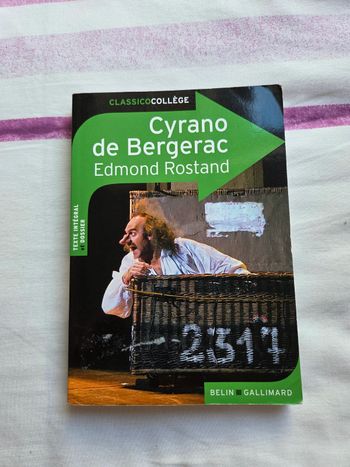 CLASSICOCOLLÈGE
Cyrano
de Bergerac
Edmond Rostand
TEXTE INTÉGRAL
+ DOSSIER
2317
BELIN GALLIMARD